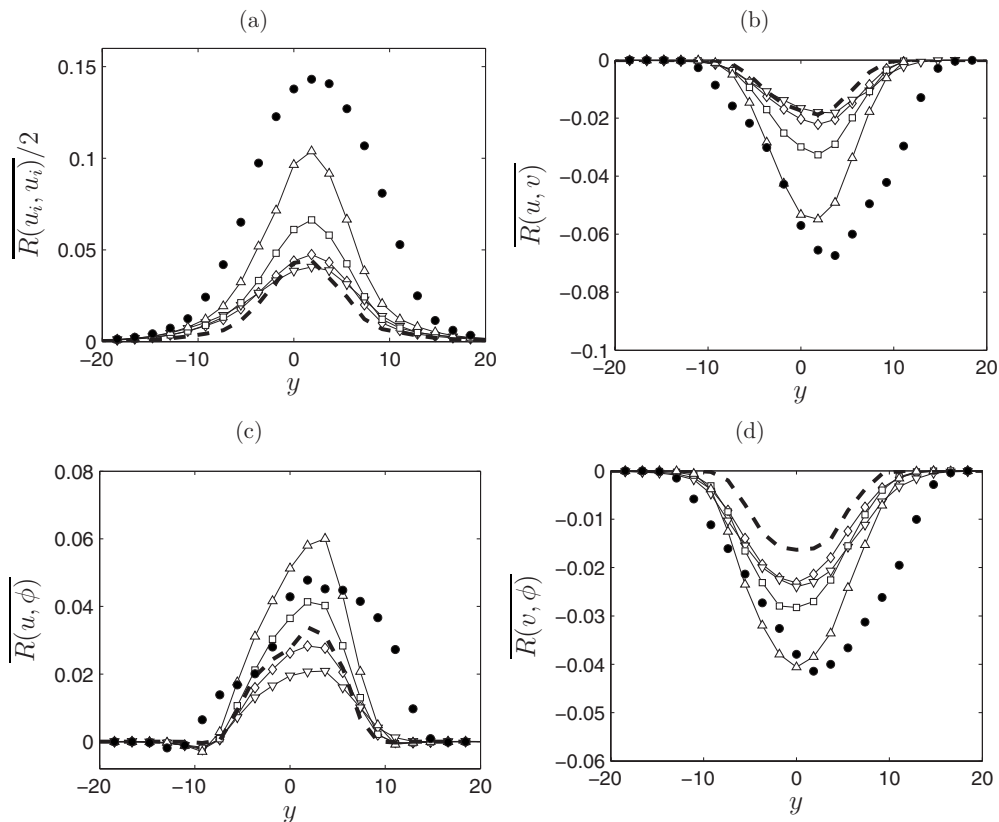 (a)
0.15
0.1
0.05
0
−20 −10 0 10 20
y
R(u_i, u_i)/2
(b)
0
−0.02
−0.04
−0.06
−0.08
−0.1
−20 −10 0 10 20
y
R(u, v)
(c)
0.08
0.06
0.04
0.02
0
−20 −10 0 10 20
y
R(u, ϕ)
(d)
0
−0.01
−0.02
−0.03
−0.04
−0.05
−0.06
−20 −10 0 10 20
y
R(v, ϕ)